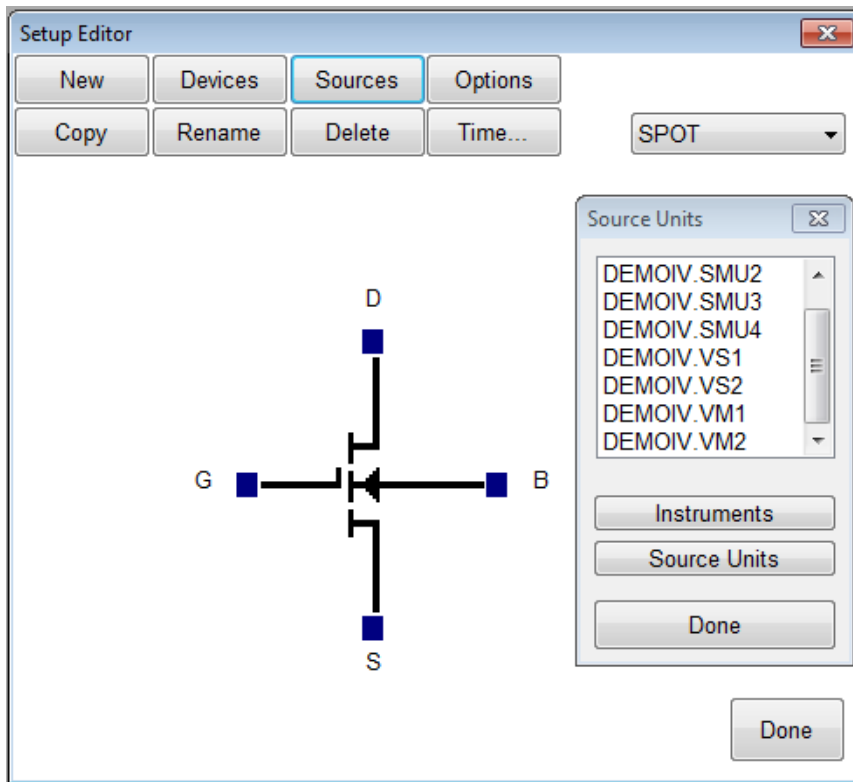 Setup Editor
New Devices Sources Options
Copy Rename Delete Time... SPOT
Source Units
DEMOIV.SMU2
DEMOIV.SMU3
DEMOIV.SMU4
DEMOIV.VS1
DEMOIV.VS2
DEMOIV.VM1
DEMOIV.VM2
D
G B
S
Instruments
Source Units
Done
Done